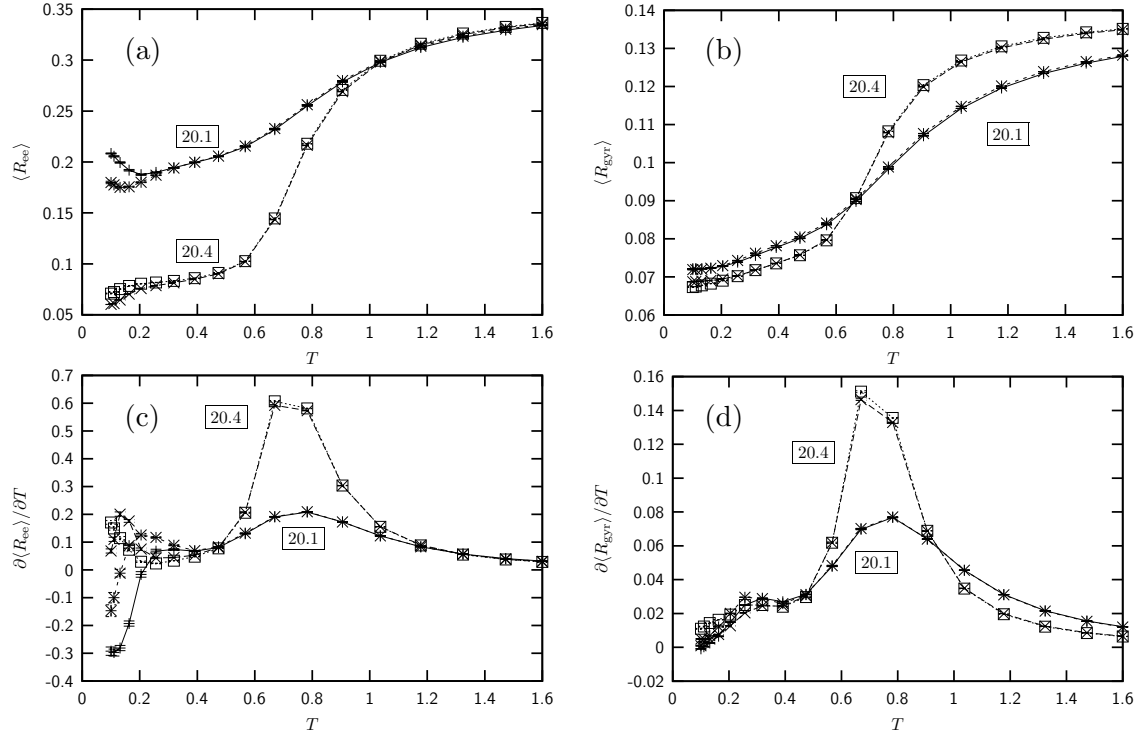 0.35
0.3
0.25
0.2
0.15
0.1
0.05
⟨R_ee⟩
(a)
20.1
20.4
0 0.2 0.4 0.6 0.8 1 1.2 1.4 1.6
T
0.14
0.13
0.12
0.11
0.10
0.09
0.08
0.07
0.06
⟨R_gyr⟩
(b)
20.4
20.1
0 0.2 0.4 0.6 0.8 1 1.2 1.4 1.6
T
0.7
0.6
0.5
0.4
0.3
0.2
0.1
0
-0.1
-0.2
-0.3
-0.4
∂⟨R_ee⟩/∂T
(c)
20.4
20.1
0 0.2 0.4 0.6 0.8 1 1.2 1.4 1.6
T
0.16
0.14
0.12
0.1
0.08
0.06
0.04
0.02
0
-0.02
∂⟨R_gyr⟩/∂T
(d)
20.4
20.1
0 0.2 0.4 0.6 0.8 1 1.2 1.4 1.6
T